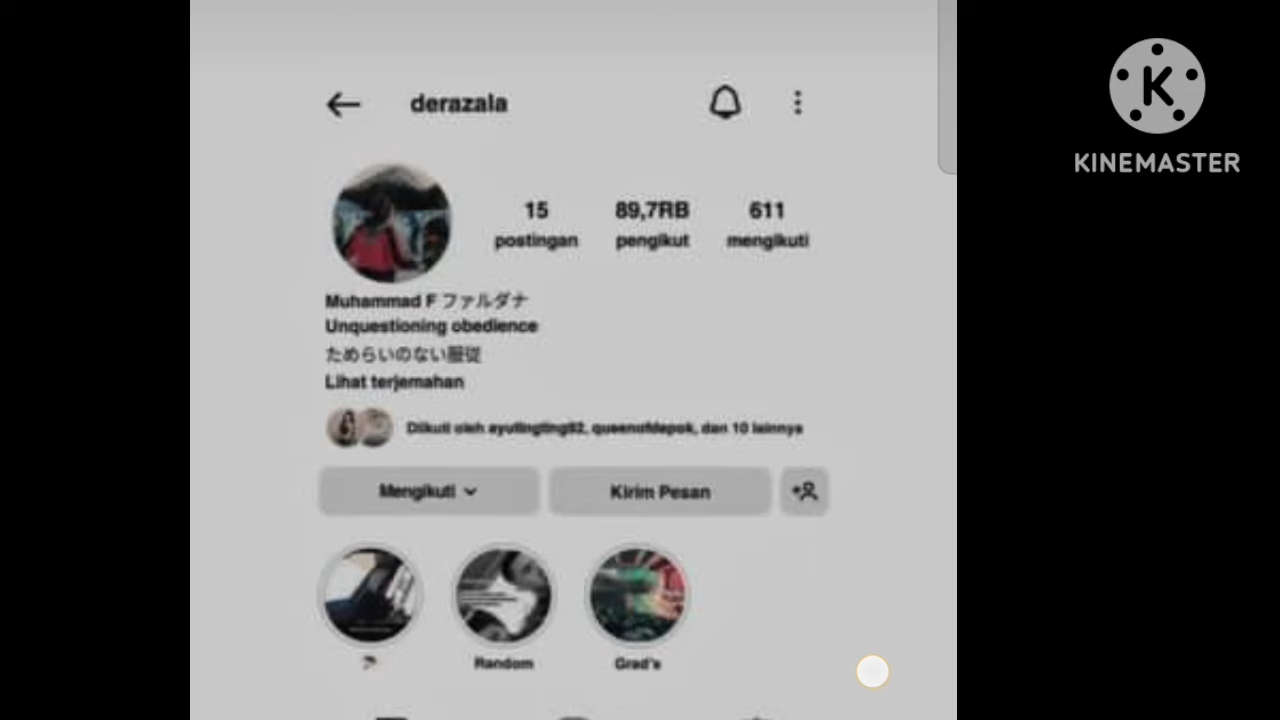 derazala
KINEMASTER
15 89,7RB 611
postingan pengikut mengikuti
Muhammad F ファルダナ
Unquestioning obedience
ためらいのない服従
Lihat terjemahan
Diikuti oleh ayutingting92, queenofdepok, dan 10 lainnya
Mengikuti Kirim Pesan
Random Grad's